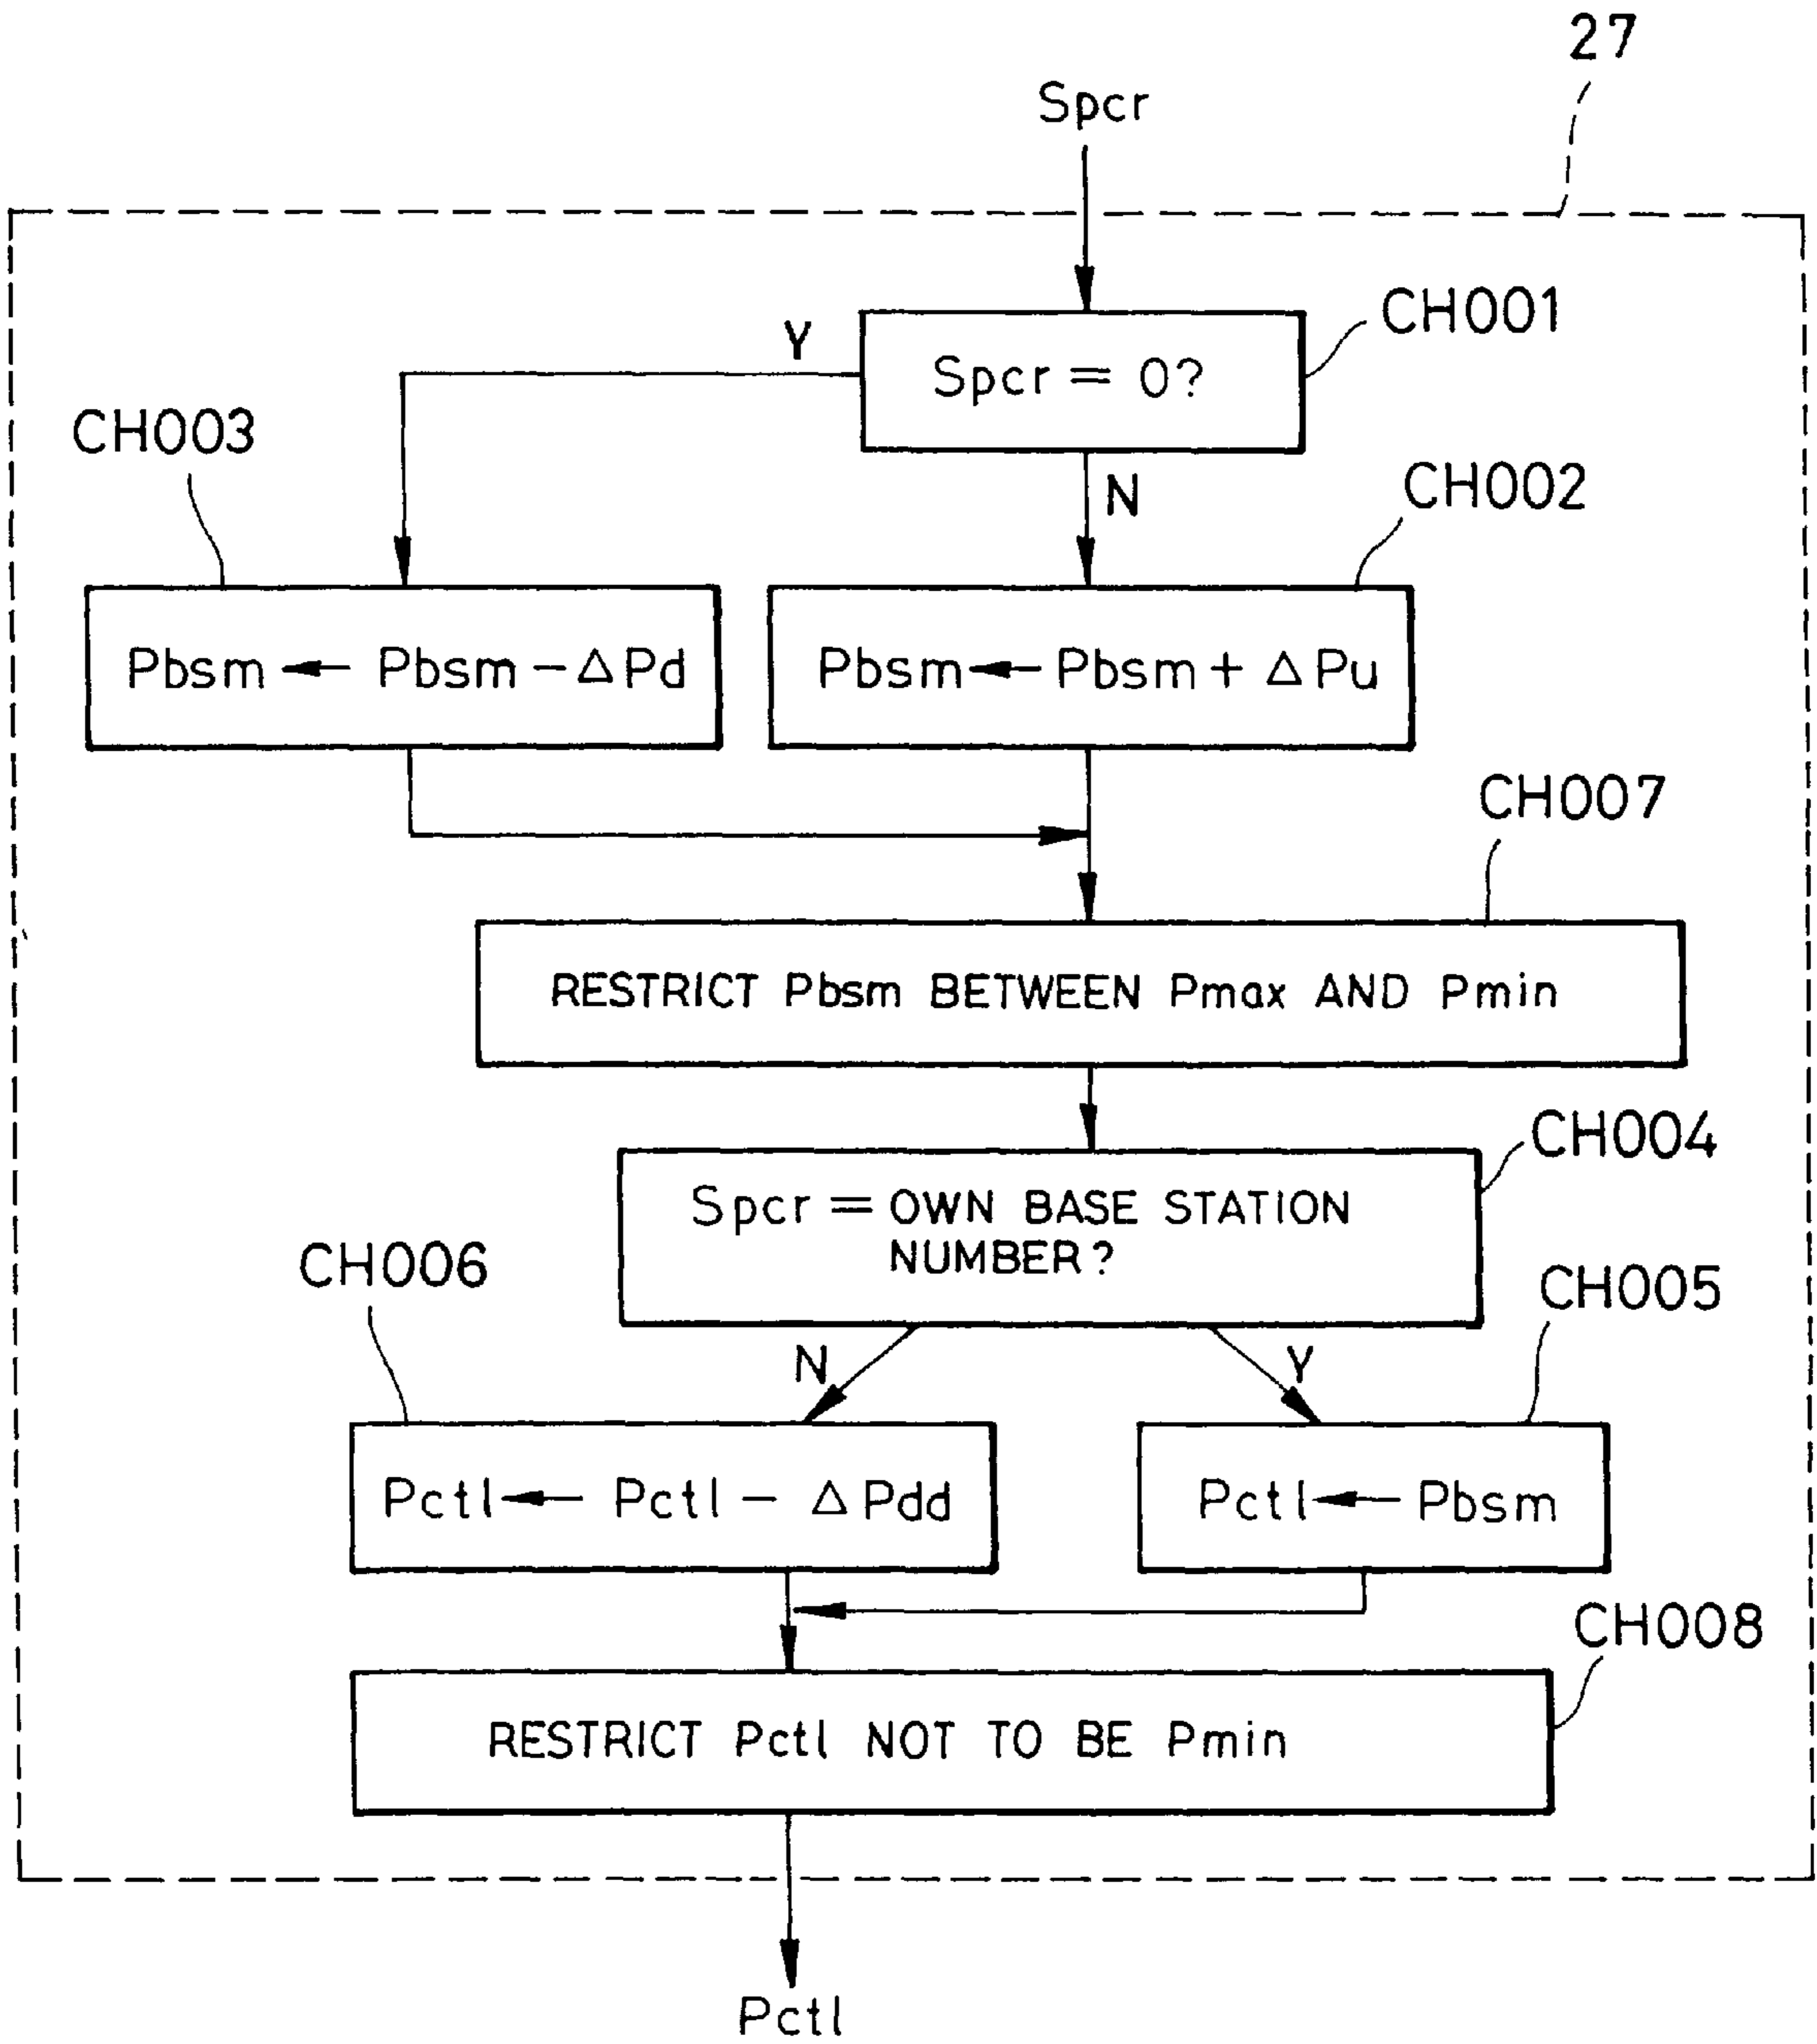 27
Spcr
CH001
Y
Spcr = 0?
CH003
N
CH002
Pbsm ← Pbsm – ΔPd
Pbsm ← Pbsm + ΔPu
CH007
RESTRICT Pbsm BETWEEN Pmax AND Pmin
CH004
Spcr = OWN BASE STATION
NUMBER?
CH006
CH005
N
Y
Pctl ← Pctl – ΔPdd
Pctl ← Pbsm
CH008
RESTRICT Pctl NOT TO BE Pmin
Pctl